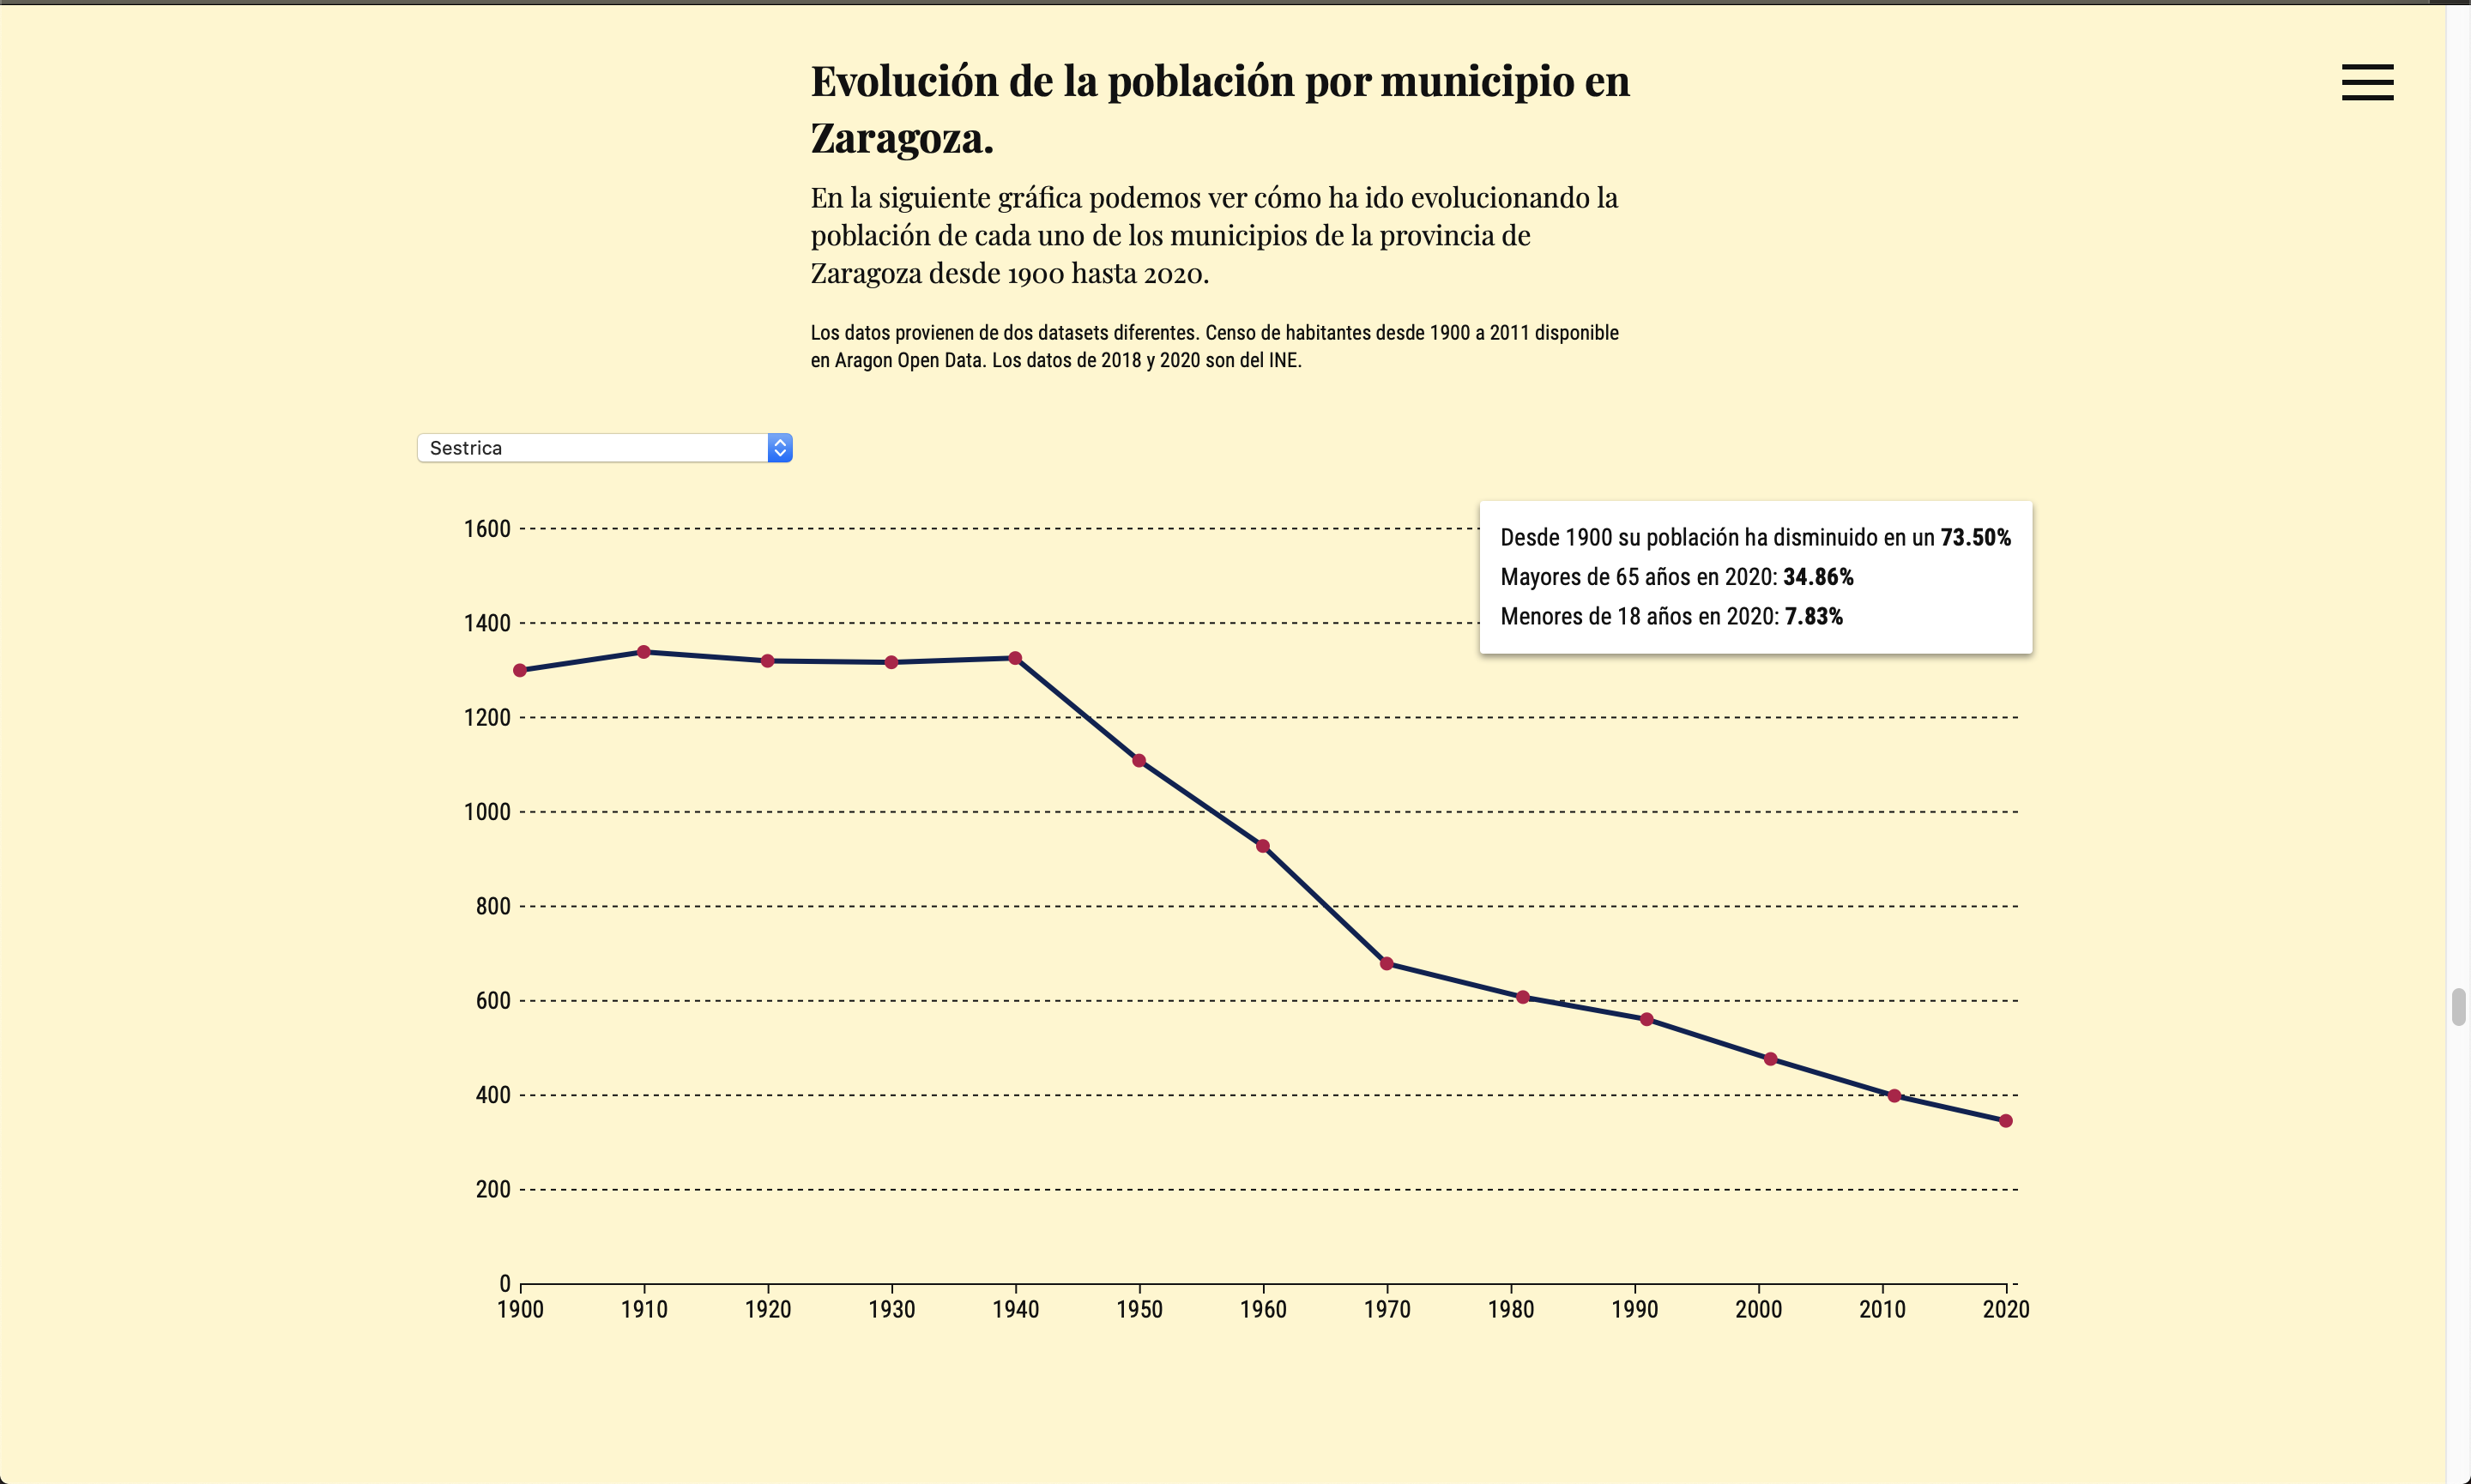 Evolución de la población por municipio en
Zaragoza.
En la siguiente gráfica podemos ver cómo ha ido evolucionando la
población de cada uno de los municipios de la provincia de
Zaragoza desde 1900 hasta 2020.
Los datos provienen de dos datasets diferentes. Censo de habitantes desde 1900 a 2011 disponible
en Aragon Open Data. Los datos de 2018 y 2020 son del INE.
Sestrica
Desde 1900 su población ha disminuido en un 73.50%
Mayores de 65 años en 2020: 34.86%
Menores de 18 años en 2020: 7.83%
1600
1400
1200
1000
800
600
400
200
0
1900 1910 1920 1930 1940 1950 1960 1970 1980 1990 2000 2010 2020